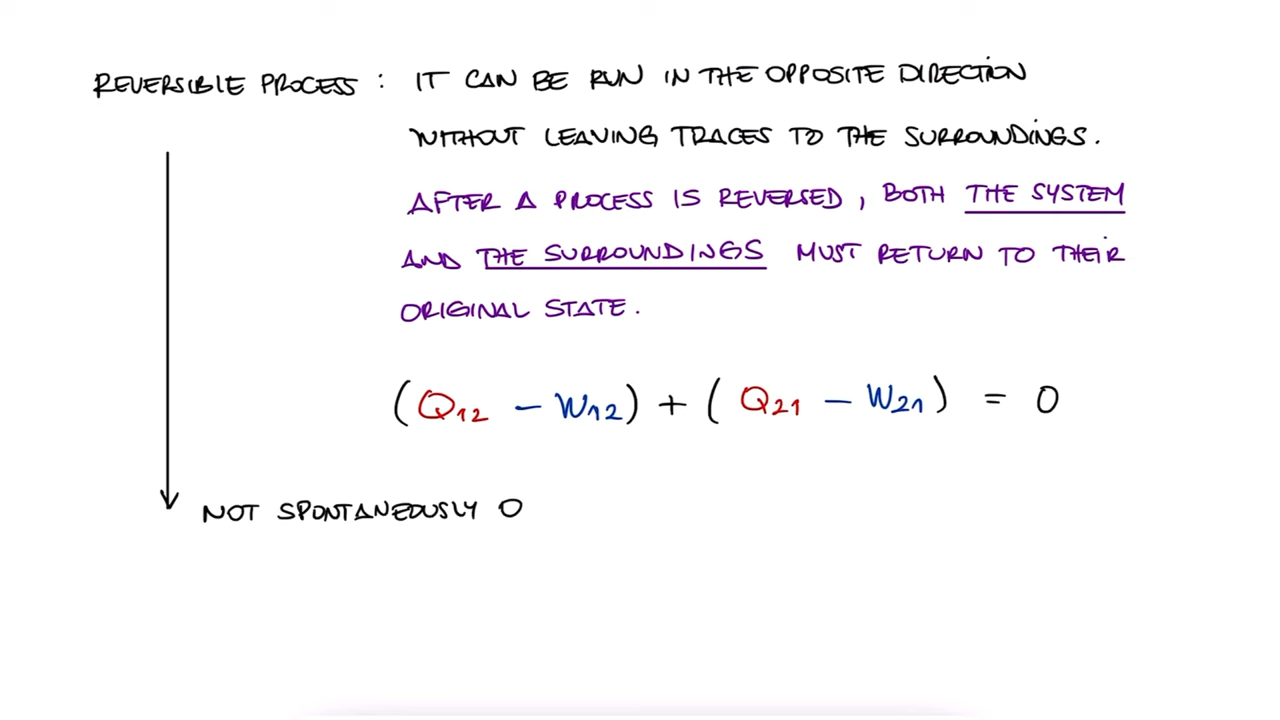 REVERSIBLE PROCESS : IT CAN BE RUN IN THE OPPOSITE DIRECTION
WITHOUT LEAVING TRACES TO THE SURROUNDINGS.
AFTER A PROCESS IS REVERSED, BOTH THE SYSTEM
AND THE SURROUNDINGS MUST RETURN TO THEIR
ORIGINAL STATE.
(Q₁₂ − W₁₂) + (Q₂₁ − W₂₁) = 0
NOT SPONTANEOUSLY O